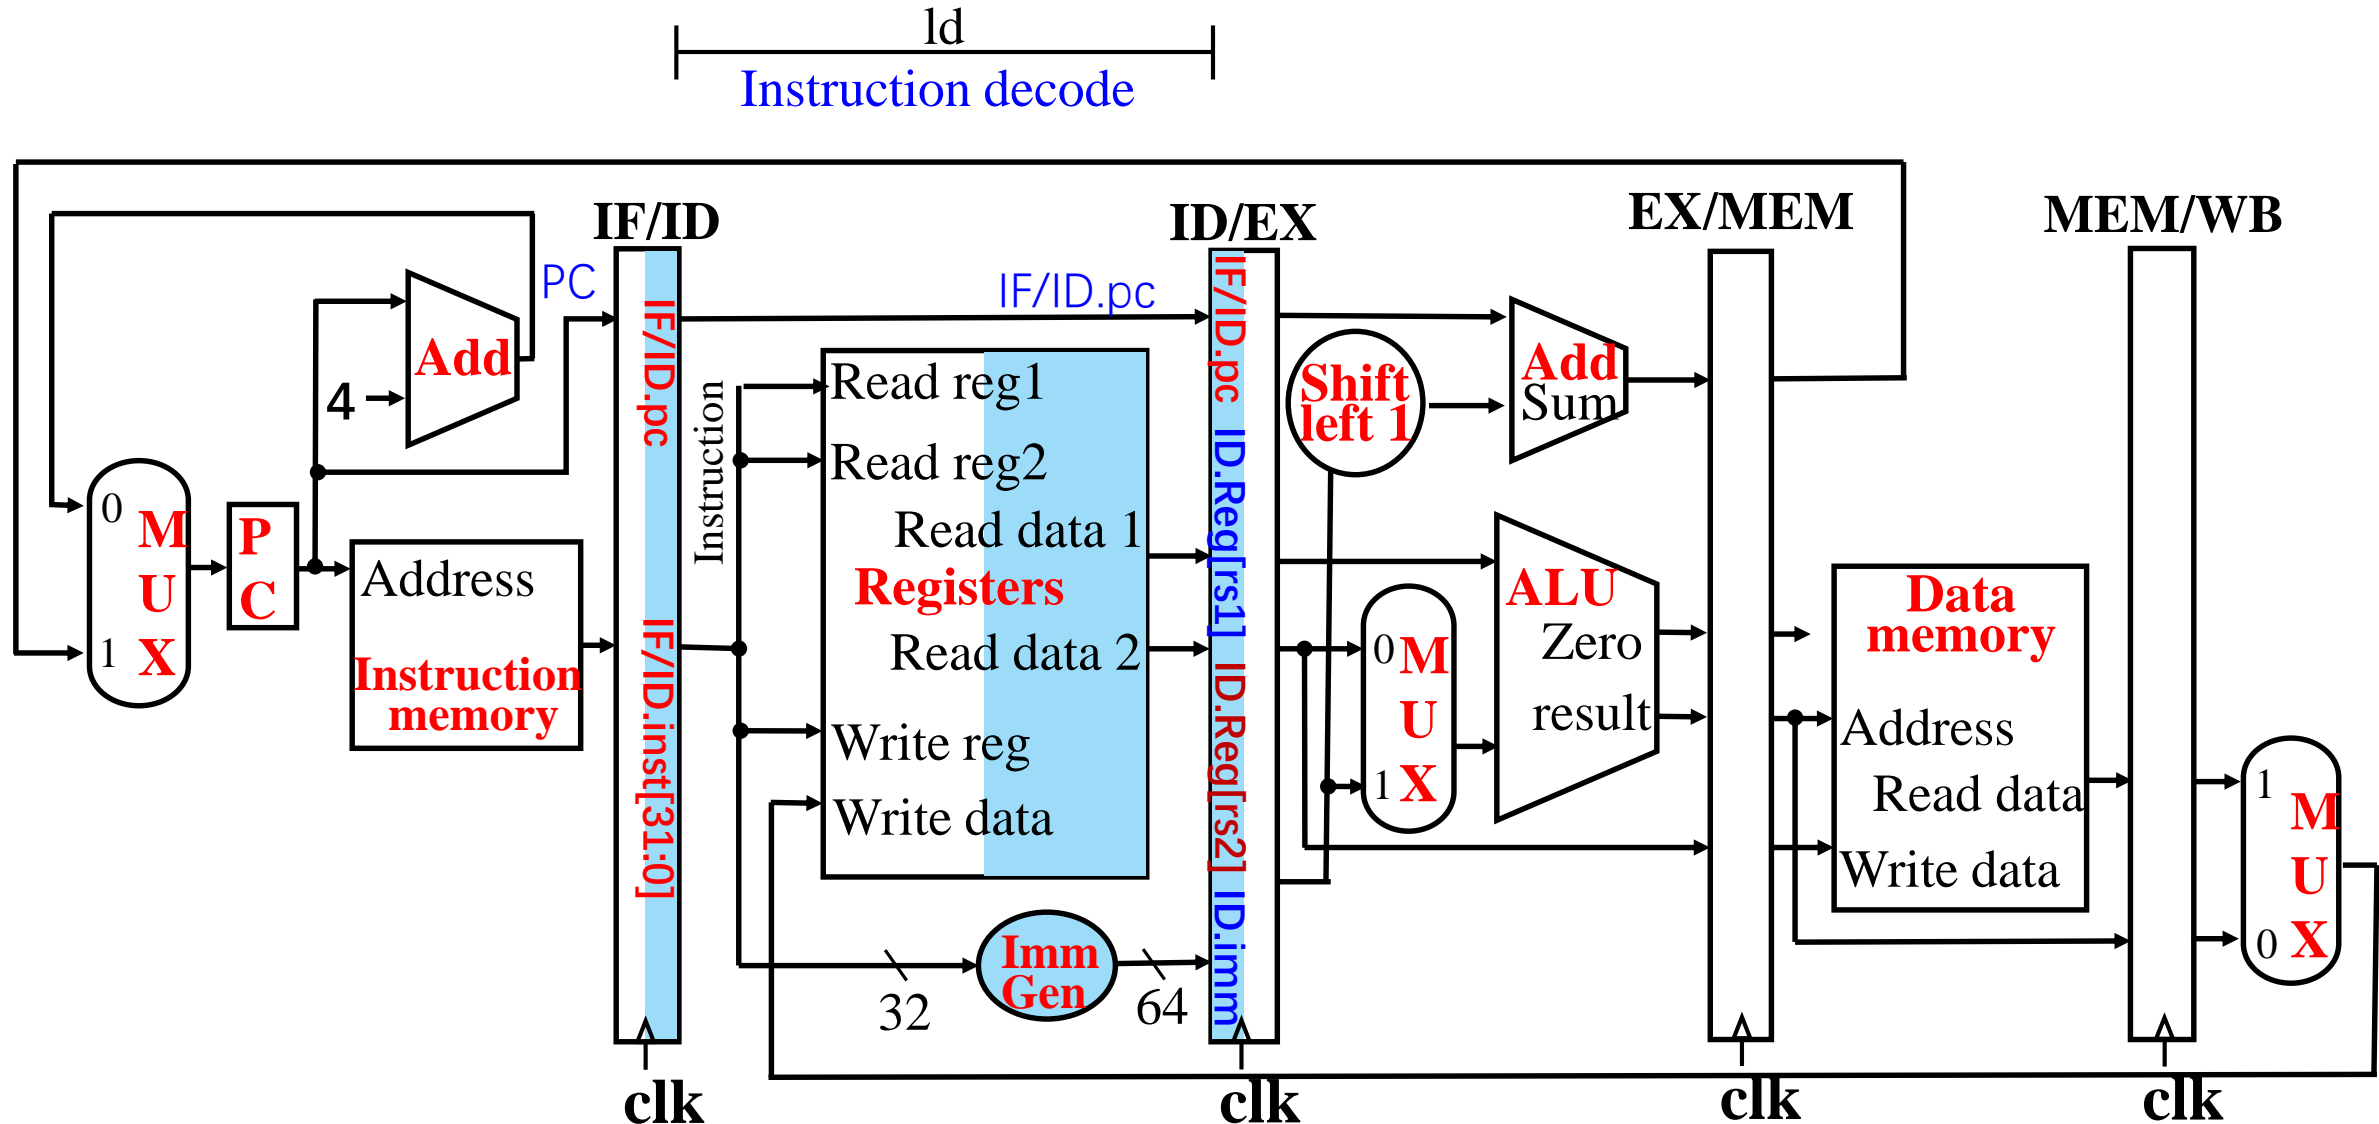 ld
Instruction decode
IF/ID
ID/EX
EX/MEM
MEM/WB
PC
IF/ID.pc
4
Add
0
M
U
X
1
P
C
Address
Instruction
memory
IF/ID.pc
IF/ID.inst[31:0]
Instruction
Read reg1
Read reg2
Read data 1
Registers
Read data 2
Write reg
Write data
32
Imm
Gen
64
IF/ID.pc
ID.Reg[rs1]
ID.Reg[rs2]
ID.imm
Shift
left 1
Add
Sum
0
M
U
X
1
ALU
Zero
result
Data
memory
Address
Read data
Write data
1
M
U
X
0
clk
clk
clk
clk